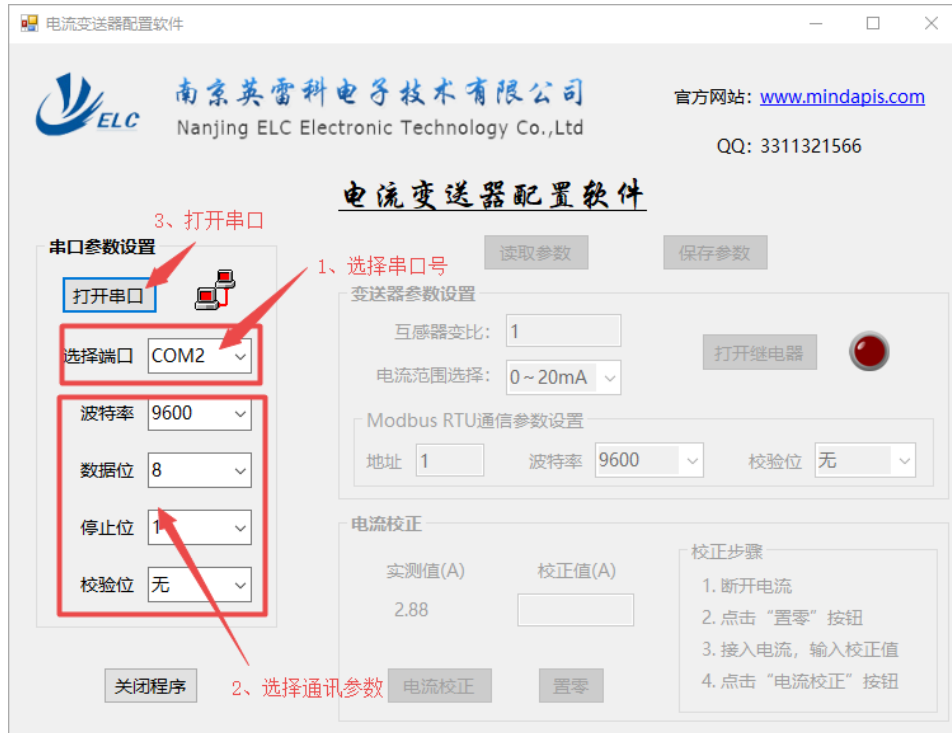 电流变送器配置软件
ELC
南京英雷科电子技术有限公司
Nanjing ELC Electronic Technology Co.,Ltd
官方网站：www.mindapis.com
QQ：3311321566
电流变送器配置软件
3、打开串口
串口参数设置
打开串口
1、选择串口号
选择端口 COM2
波特率 9600
数据位 8
停止位 1
校验位 无
关闭程序
2、选择通讯参数
读取参数
保存参数
变送器参数设置
互感器变比： 1
电流范围选择： 0~20mA
打开继电器
Modbus RTU通信参数设置
地址 1 波特率 9600 校验位 无
电流校正
实测值(A) 校正值(A)
2.88
电流校正 置零
校正步骤
1. 断开电流
2. 点击“置零”按钮
3. 接入电流，输入校正值
4. 点击“电流校正”按钮